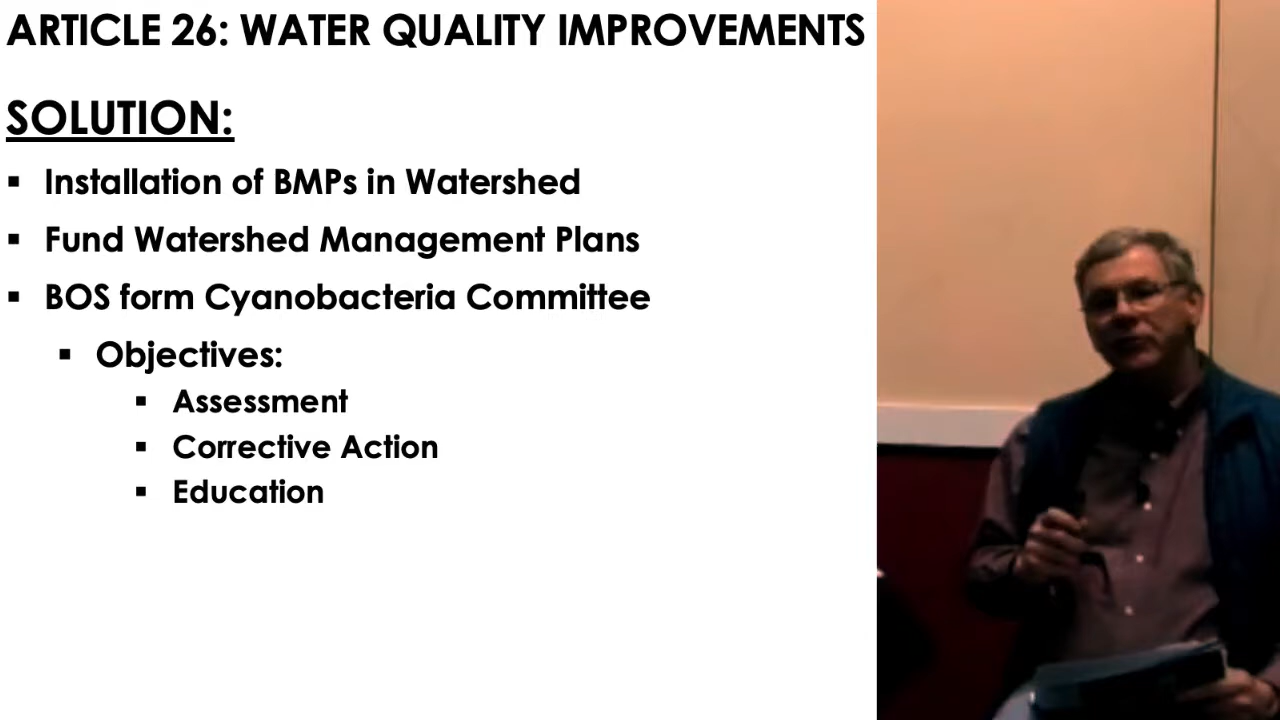 ARTICLE 26: WATER QUALITY IMPROVEMENTS
SOLUTION:
▪ Installation of BMPs in Watershed
▪ Fund Watershed Management Plans
▪ BOS form Cyanobacteria Committee
▪ Objectives:
▪ Assessment
▪ Corrective Action
▪ Education